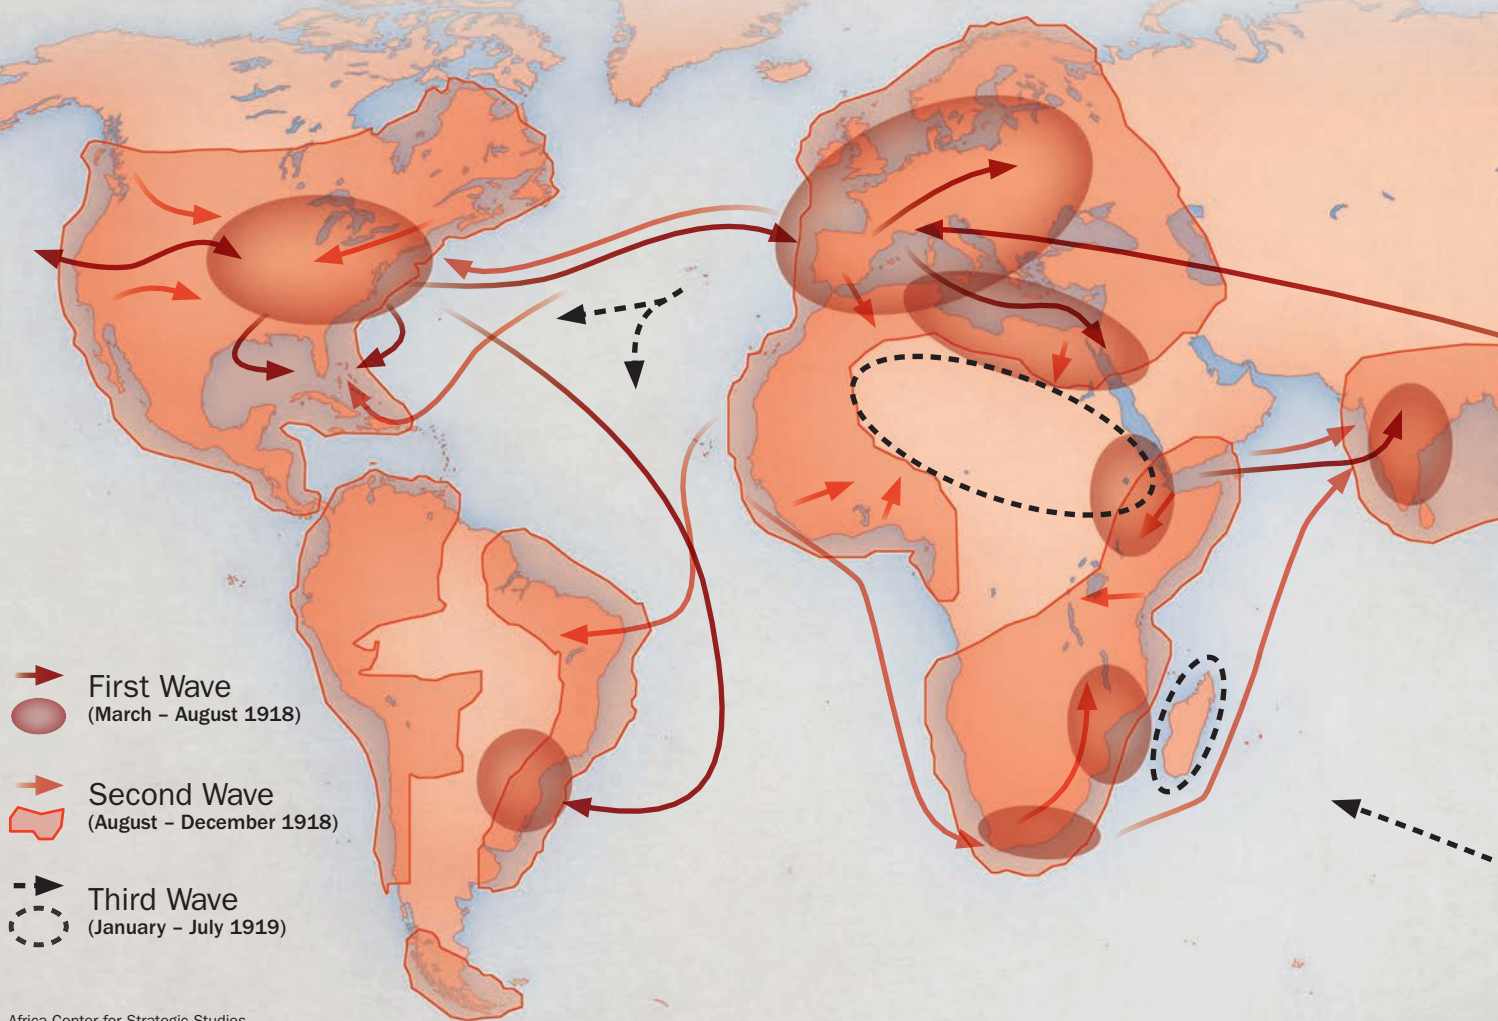 First Wave
(March – August 1918)
Second Wave
(August – December 1918)
Third Wave
(January – July 1919)
Africa Center for Strategic Studies